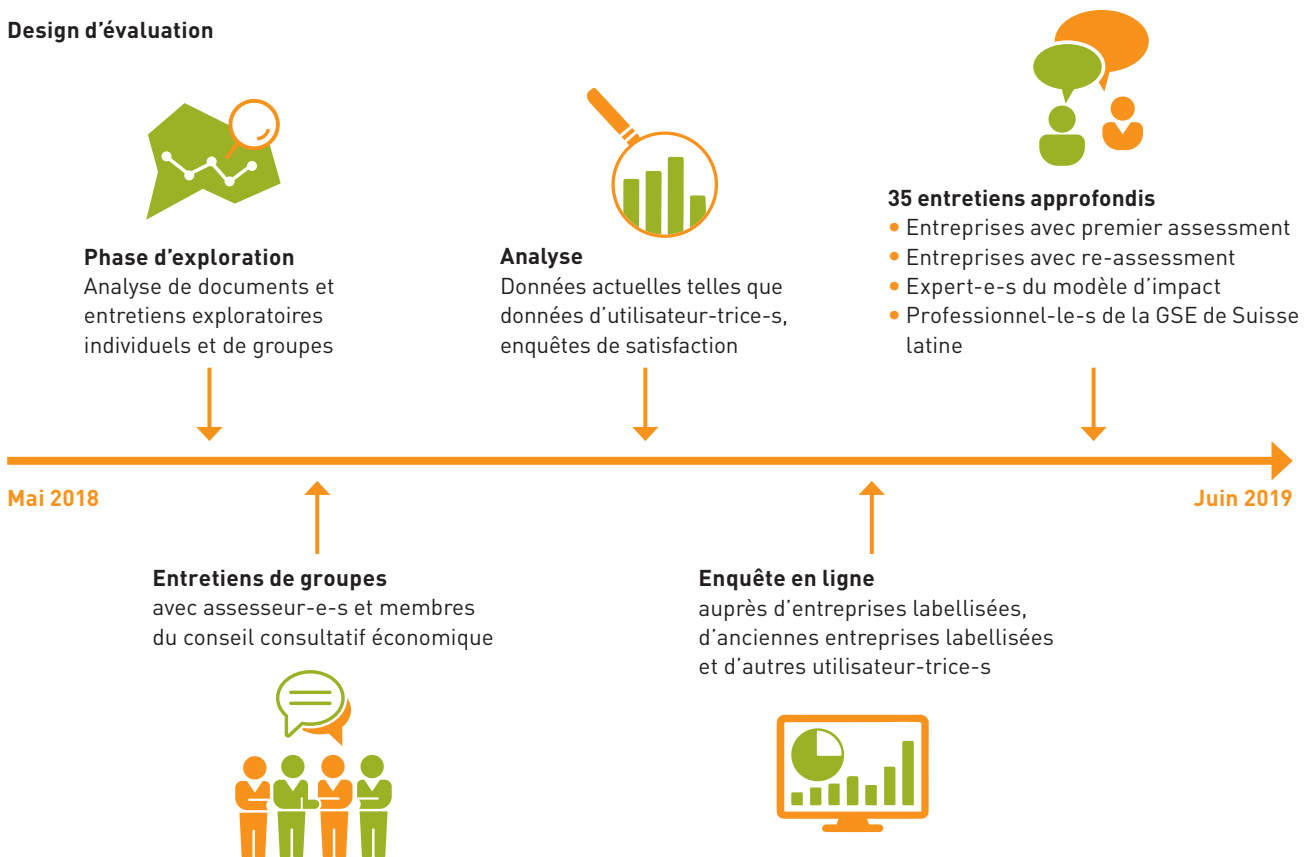 Design d’évaluation
Phase d’exploration
Analyse de documents et
entretiens exploratoires
individuels et de groupes
Analyse
Données actuelles telles que
données d’utilisateur-trice-s,
enquêtes de satisfaction
35 entretiens approfondis
• Entreprises avec premier assessment
• Entreprises avec re-assessment
• Expert-e-s du modèle d’impact
• Professionnel-le-s de la GSE de Suisse
latine
Mai 2018
Juin 2019
Entretiens de groupes
avec assesseur-e-s et membres
du conseil consultatif économique
Enquête en ligne
auprès d’entreprises labellisées,
d’anciennes entreprises labellisées
et d’autres utilisateur-trice-s